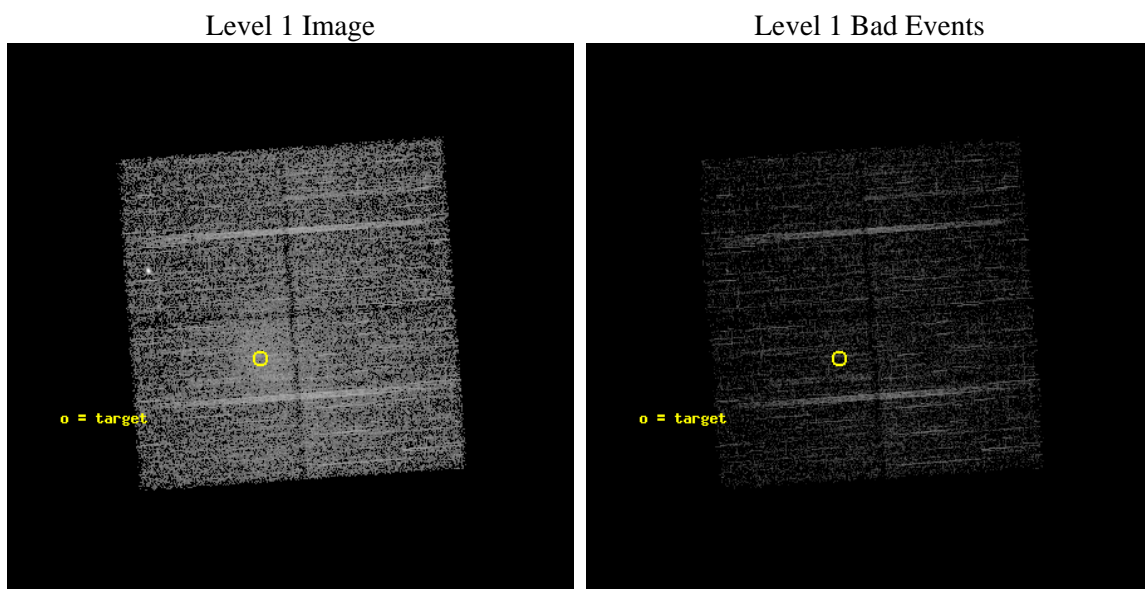 Level 1 Image
Level 1 Bad Events
o = target
o = target